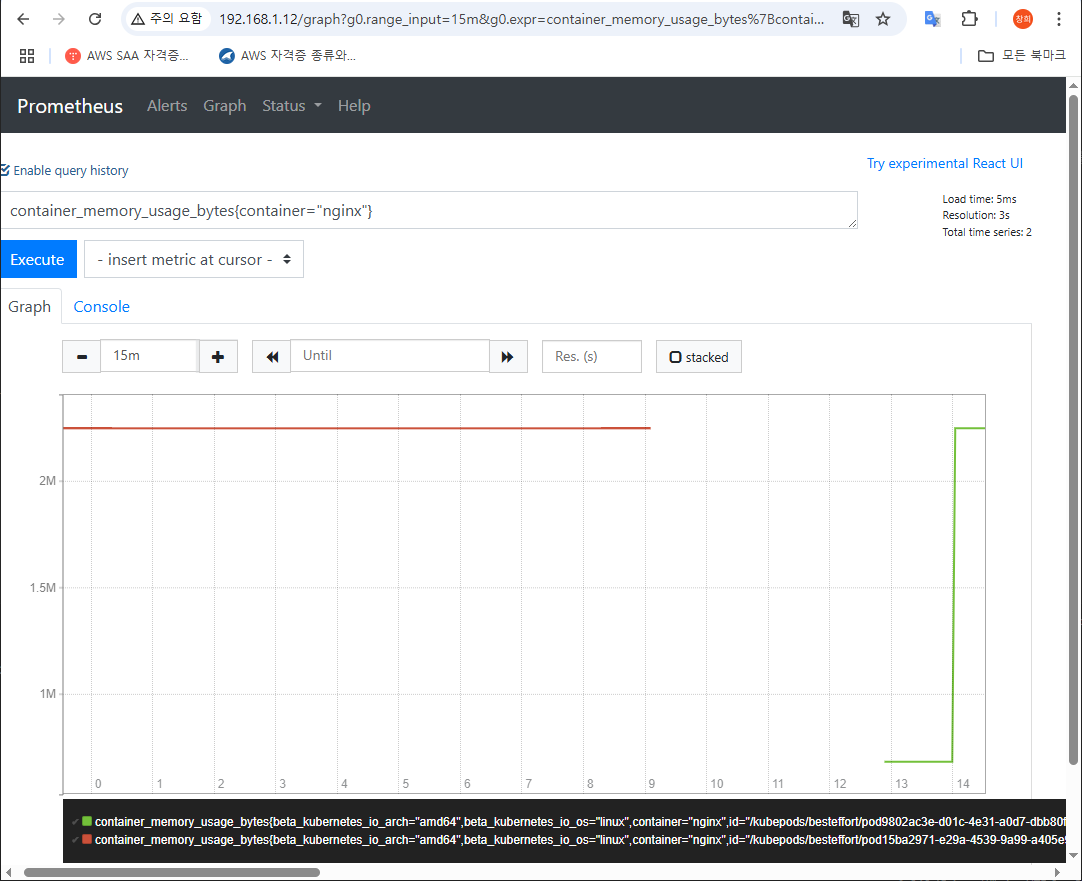 주의 요함 192.168.1.12/graph?g0.range_input=15m&g0.expr=container_memory_usage_bytes%7Bcontai... 창희
AWS SAA 자격증... AWS 자격증 종류와... 모든 북마크
Prometheus Alerts Graph Status Help
Enable query history
Try experimental React UI
container_memory_usage_bytes{container="nginx"}
Load time: 5ms
Resolution: 3s
Total time series: 2
Execute - insert metric at cursor -
Graph Console
15m Until Res. (s) stacked
2M
1.5M
1M
0 1 2 3 4 5 6 7 8 9 10 11 12 13 14
container_memory_usage_bytes{beta_kubernetes_io_arch="amd64",beta_kubernetes_io_os="linux",container="nginx",id="/kubepods/besteffort/pod9802ac3e-d01c-4e31-a0d7-dbb80f
container_memory_usage_bytes{beta_kubernetes_io_arch="amd64",beta_kubernetes_io_os="linux",container="nginx",id="/kubepods/besteffort/pod15ba2971-e29a-4539-9a99-a405e9